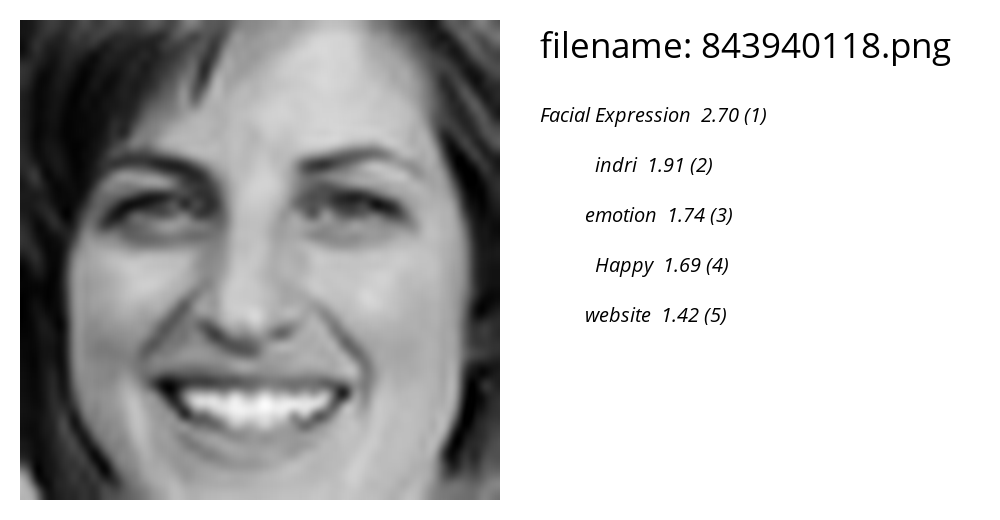 filename: 843940118.png
Facial Expression 2.70 (1)
indri 1.91 (2)
emotion 1.74 (3)
Happy 1.69 (4)
website 1.42 (5)